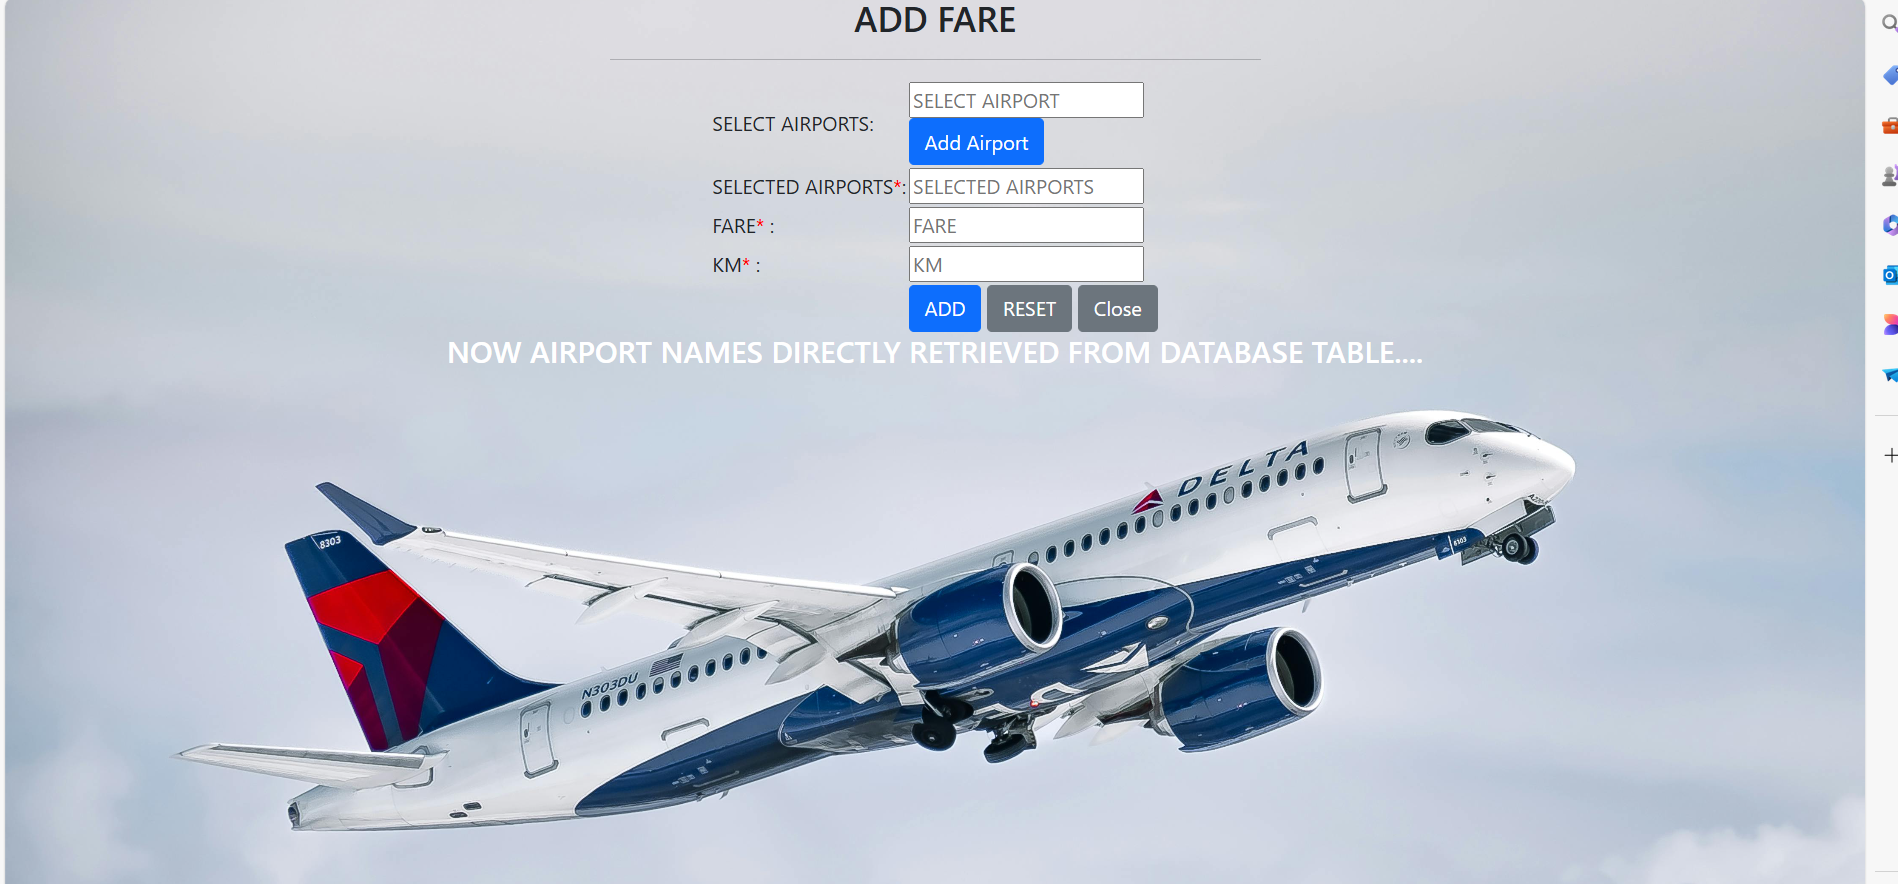 ADD FARE
SELECT AIRPORTS:
SELECT AIRPORT
Add Airport
SELECTED AIRPORTS*:
SELECTED AIRPORTS
FARE* :
FARE
KM* :
KM
ADD RESET Close
NOW AIRPORT NAMES DIRECTLY RETRIEVED FROM DATABASE TABLE....
DELTA
8303
8303
N303DU